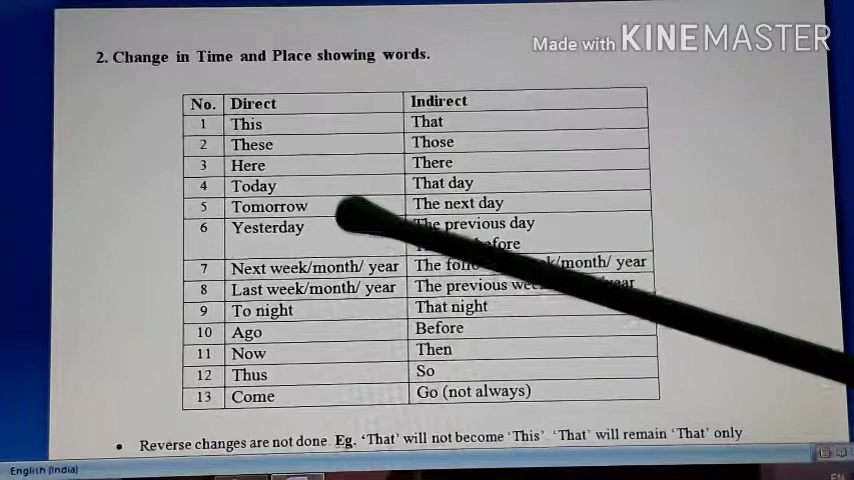 Made with KINEMASTER
2. Change in Time and Place showing words.
No. Direct Indirect
1 This That
2 These Those
3 Here There
4 Today That day
5 Tomorrow The next day
6 Yesterday The previous day
before
7 Next week/month/ year The /month/ year
8 Last week/month/ year The previous
9 To night That night
10 Ago Before
11 Now Then
12 Thus So
13 Come Go (not always)
• Reverse changes are not done. Eg. ‘That’ will not become ‘This’. ‘That’ will remain ‘That’ only
English (India)
EN